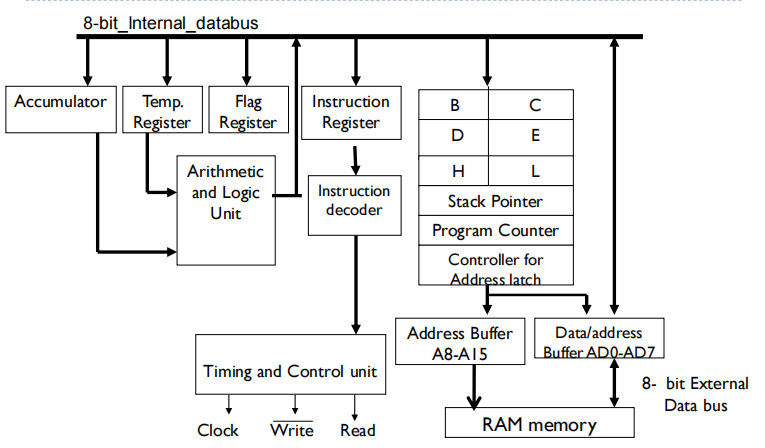 8-bit_Internal_databus
Accumulator
Temp.
Register
Flag
Register
Instruction
Register
B
C
D
E
H
L
Stack Pointer
Program Counter
Controller for
Address latch
Arithmetic
and Logic
Unit
Instruction
decoder
Timing and Control unit
Clock
Write
Read
Address Buffer
A8-A15
Data/address
Buffer AD0-AD7
8- bit External
Data bus
RAM memory